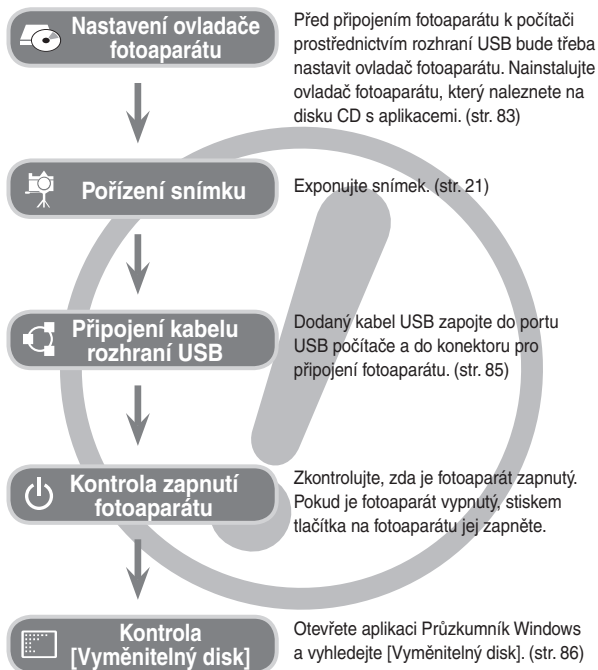 Nastavení ovladače
fotoaparátu
Před připojením fotoaparátu k počítači
prostřednictvím rozhraní USB bude třeba
nastavit ovladač fotoaparátu. Nainstalujte
ovladač fotoaparátu, který naleznete na
disku CD s aplikacemi. (str. 83)
Pořízení snímku
Exponujte snímek. (str. 21)
Připojení kabelu
rozhraní USB
Dodaný kabel USB zapojte do portu
USB počítače a do konektoru pro
připojení fotoaparátu. (str. 85)
Kontrola zapnutí
fotoaparátu
Zkontrolujte, zda je fotoaparát zapnutý.
Pokud je fotoaparát vypnutý, stiskem
tlačítka na fotoaparátu jej zapněte.
Kontrola
[Vyměnitelný disk]
Otevřete aplikaci Průzkumník Windows
a vyhledejte [Vyměnitelný disk]. (str. 86)